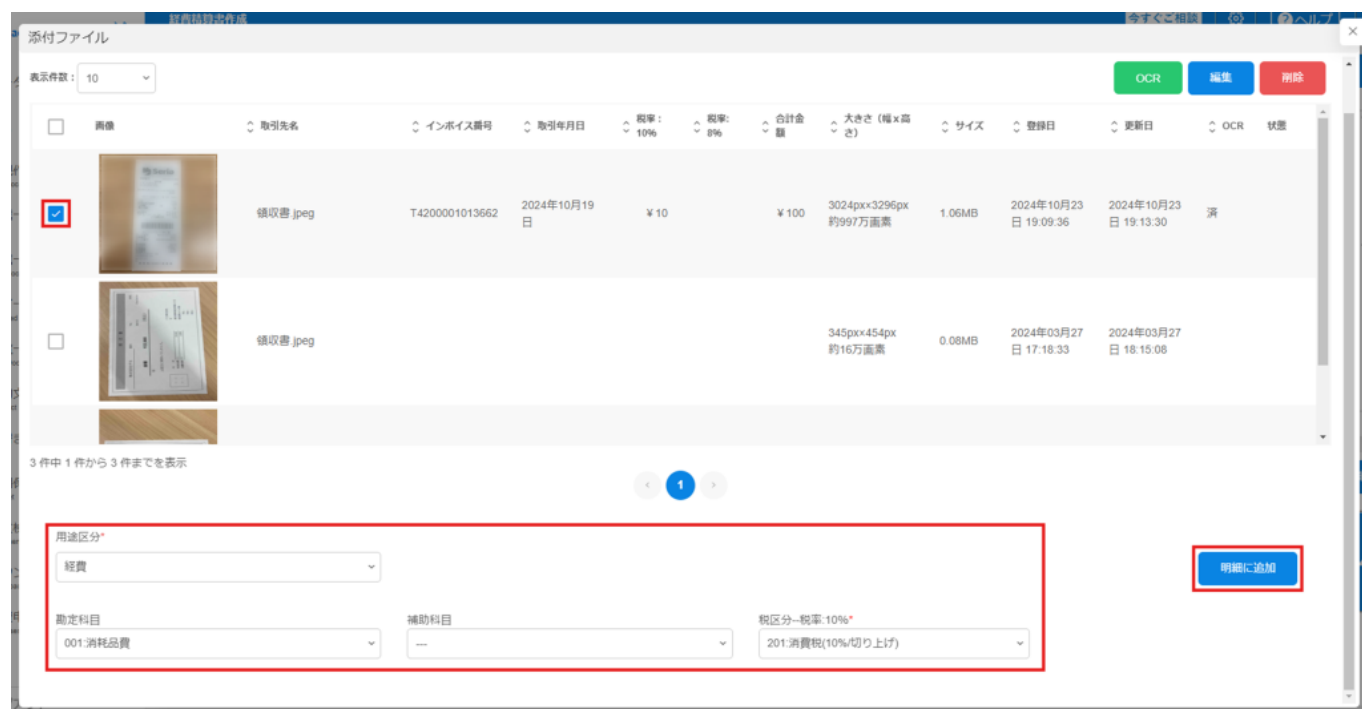 経費積算書作成
今すぐご相談
ヘルプ
添付ファイル
表示件数： 10
OCR 編集 削除
画像 取引先名 インボイス番号 取引年月日 税率：10% 税率: 8% 合計金額 大きさ（幅x高さ） サイズ 登録日 更新日 OCR 状態
領収書.jpeg T4200001013662 2024年10月19日 ¥10 ¥100 3024px×3296px 約997万画素 1.06MB 2024年10月23日 19:09:36 2024年10月23日 19:13:30 済
領収書.jpeg 345px×454px 約16万画素 0.08MB 2024年03月27日 17:18:33 2024年03月27日 18:15:08
3 件中 1 件から 3 件までを表示
1
用途区分*
経費
明細に追加
勘定科目 補助科目 税区分--税率:10%*
001:消耗品費 --- 201:消費税(10%/切り上げ)